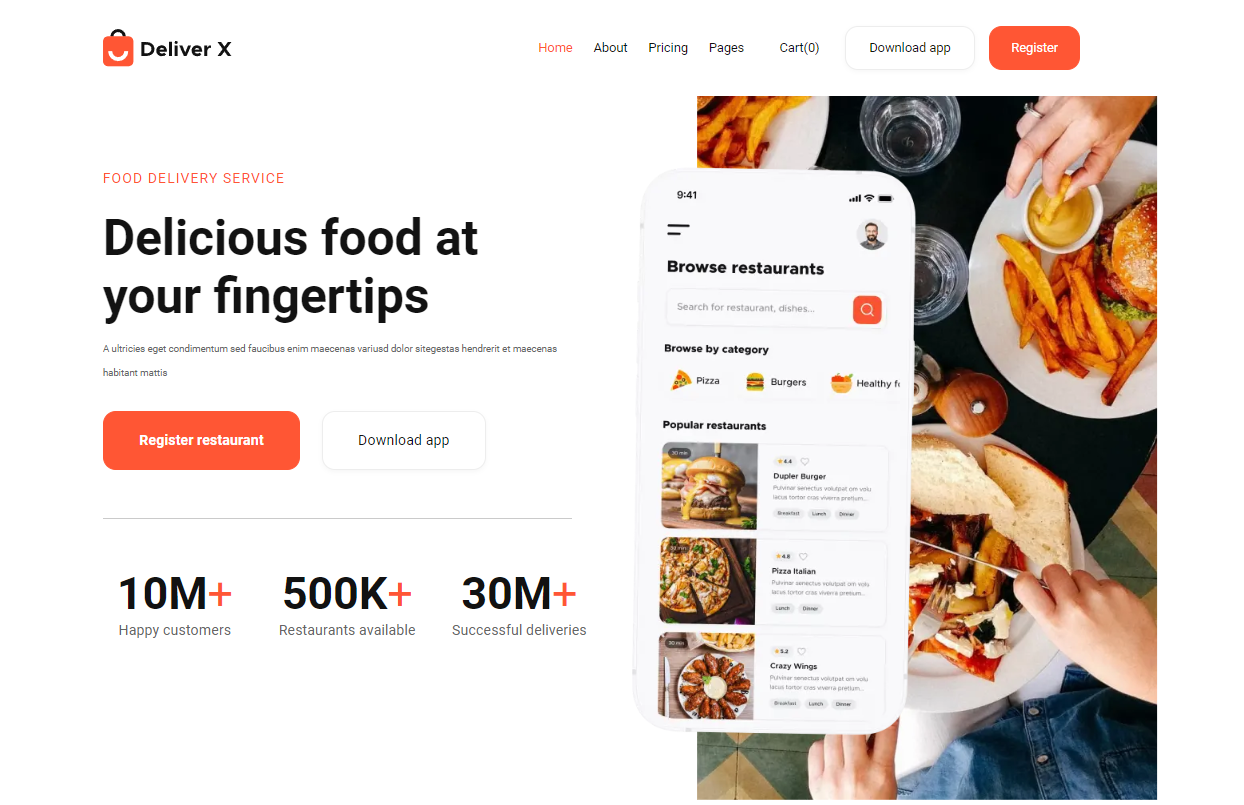 Deliver X
Home About Pricing Pages Cart(0) Download app Register
FOOD DELIVERY SERVICE
Delicious food at
your fingertips
A ultricies eget condimentum sed faucibus enim maecenas variusd dolor sitegestas hendrerit et maecenas
habitant mattis
Register restaurant Download app
10M+ 500K+ 30M+
Happy customers Restaurants available Successful deliveries
9:41
Browse restaurants
Search for restaurant, dishes...
Browse by category
Pizza Burgers Healthy fo
Popular restaurants
30 min
4.4
Dupler Burger
Pulvinar senectus volutpat om volu
lacus tortor cras viverra pretium...
Breakfast Lunch Dinner
30 min
4.8
Pizza Italian
Pulvinar senectus volutpat om volu
lacus tortor cras viverra pretium...
Lunch Dinner
30 min
5.2
Crazy Wings
Pulvinar senectus volutpat om volu
lacus tortor cras viverra pretium...
Breakfast Lunch Dinner